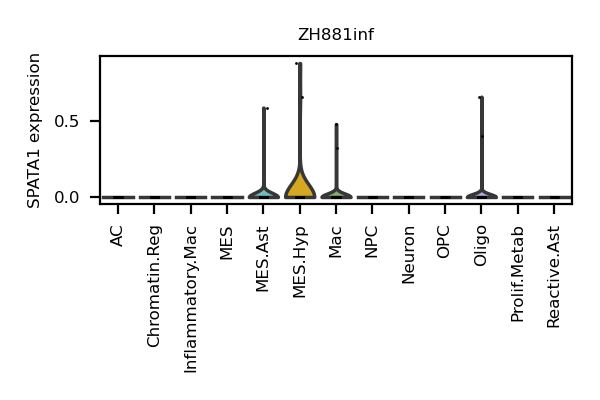 ZH881inf
SPATA1 expression
0.5
0.0
AC
Chromatin.Reg
Inflammatory.Mac
MES
MES.Ast
MES.Hyp
Mac
NPC
Neuron
OPC
Oligo
Prolif.Metab
Reactive.Ast